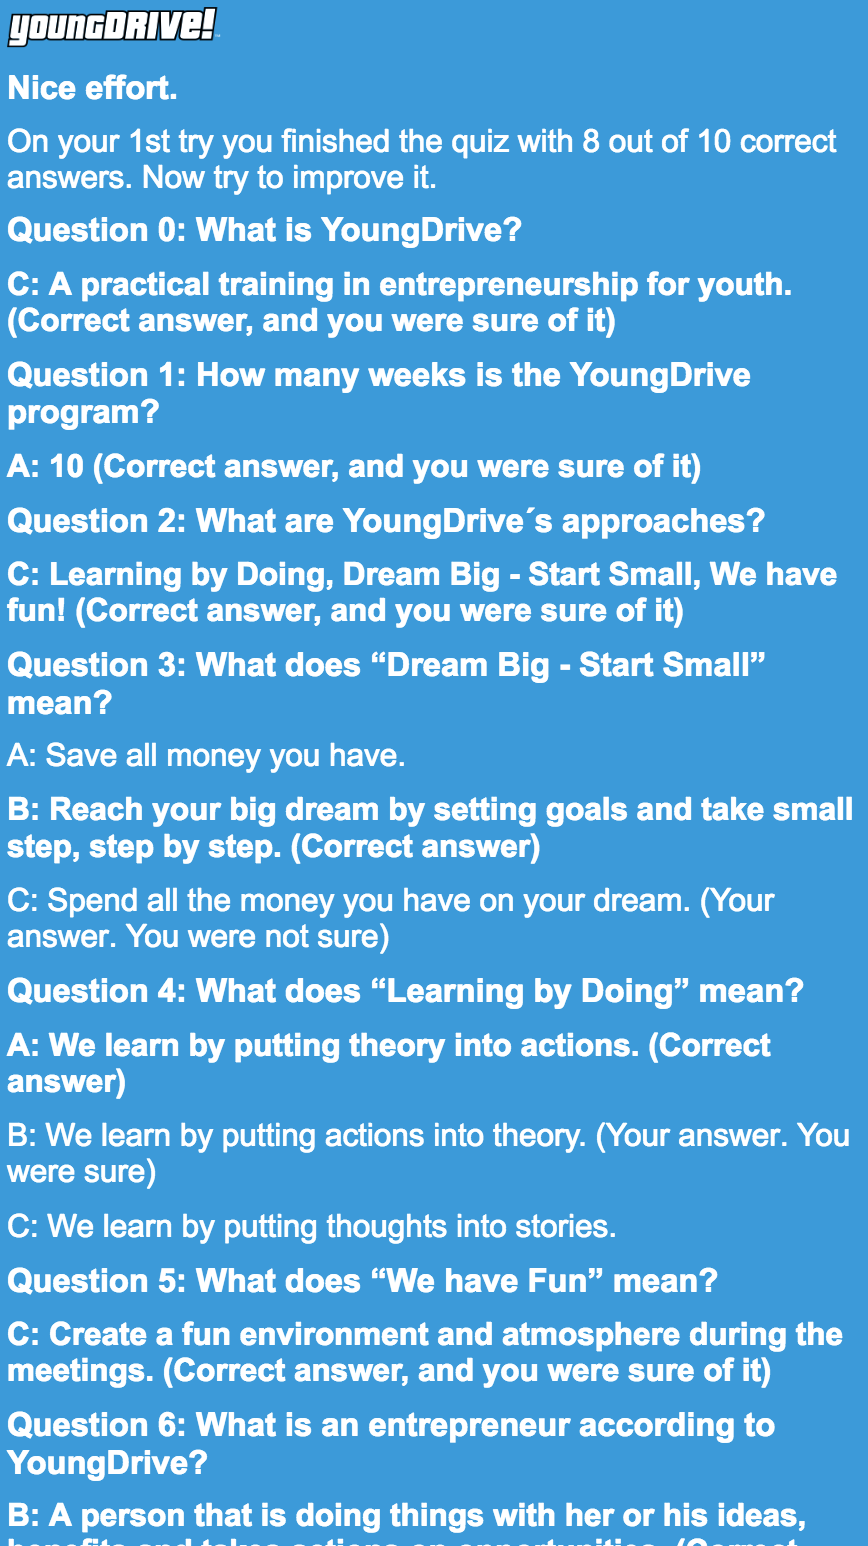 youngDRIVE!
Nice effort.
On your 1st try you finished the quiz with 8 out of 10 correct
answers. Now try to improve it.
Question 0: What is YoungDrive?
C: A practical training in entrepreneurship for youth.
(Correct answer, and you were sure of it)
Question 1: How many weeks is the YoungDrive
program?
A: 10 (Correct answer, and you were sure of it)
Question 2: What are YoungDrive´s approaches?
C: Learning by Doing, Dream Big - Start Small, We have
fun! (Correct answer, and you were sure of it)
Question 3: What does “Dream Big - Start Small”
mean?
A: Save all money you have.
B: Reach your big dream by setting goals and take small
step, step by step. (Correct answer)
C: Spend all the money you have on your dream. (Your
answer. You were not sure)
Question 4: What does “Learning by Doing” mean?
A: We learn by putting theory into actions. (Correct
answer)
B: We learn by putting actions into theory. (Your answer. You
were sure)
C: We learn by putting thoughts into stories.
Question 5: What does “We have Fun” mean?
C: Create a fun environment and atmosphere during the
meetings. (Correct answer, and you were sure of it)
Question 6: What is an entrepreneur according to
YoungDrive?
B: A person that is doing things with her or his ideas,
benefits and takes actions on opportunities. (Correct